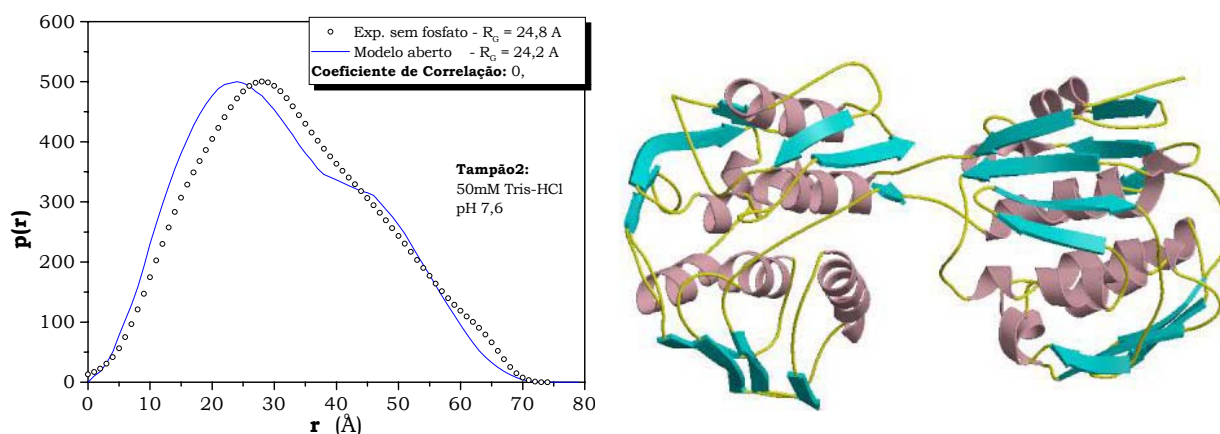 600
500
400
300
200
100
0
p(r)
Exp. sem fosfato - R_G = 24,8 A
Modelo aberto - R_G = 24,2 A
Coeficiente de Correlação: 0,
Tampão2:
50mM Tris-HCl
pH 7,6
0 10 20 30 40 50 60 70 80
r (Å)